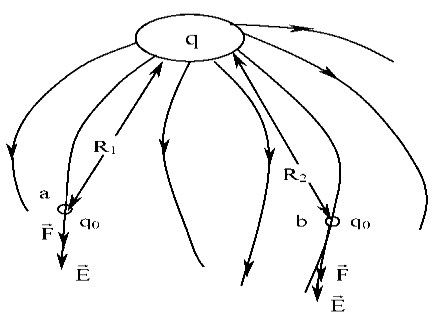 q
R₁
R₂
a
q₀
b
q₀
F⃗
F⃗
E⃗
E⃗